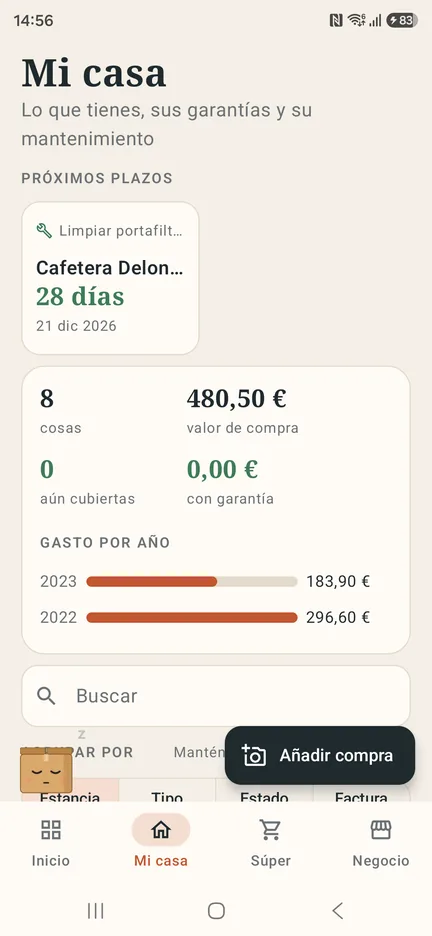 14:56
83
Mi casa
Lo que tienes, sus garantías y su
mantenimiento
PRÓXIMOS PLAZOS
Limpiar portafilt…
Cafetera Delon…
28 días
21 dic 2026
8
480,50 €
cosas
valor de compra
0
0,00 €
aún cubiertas
con garantía
GASTO POR AÑO
2023 183,90 €
2022 296,60 €
Buscar
z
PAR POR Mantén
Añadir compra
Estancia Tipo Estado Factura
Inicio Mi casa Súper Negocio